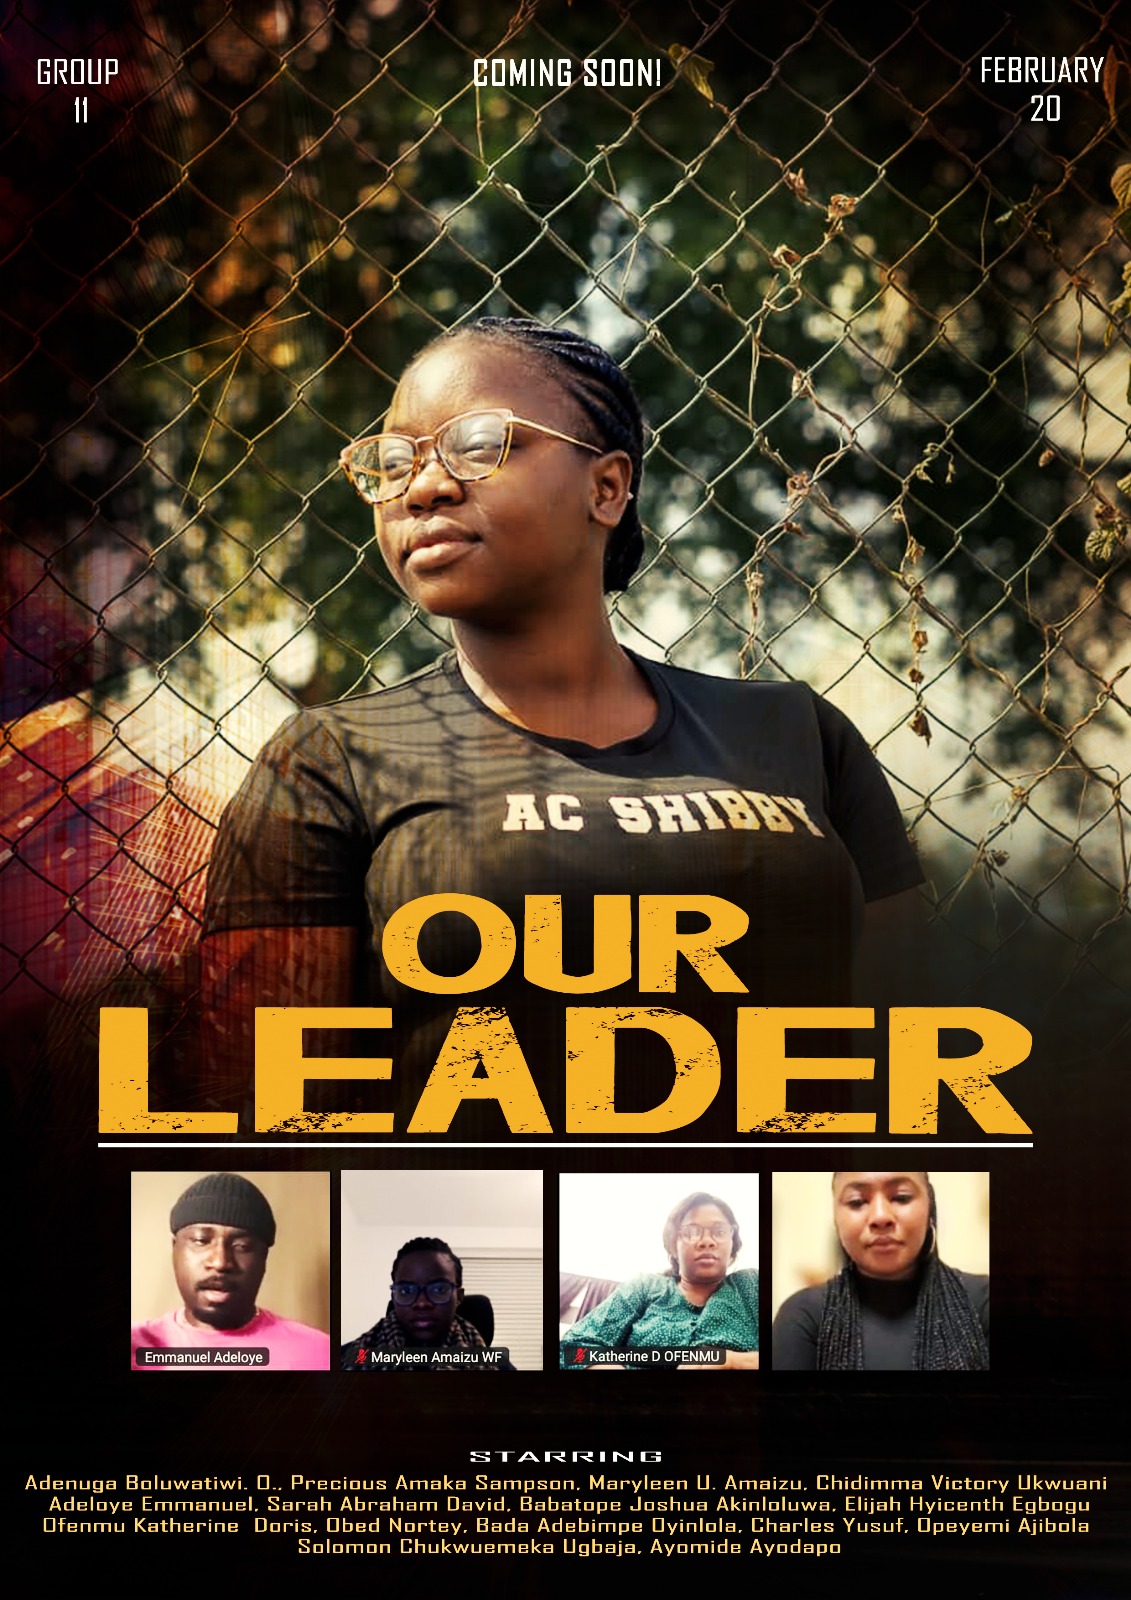 GROUP
11
COMING SOON!
FEBRUARY
20
AC SHIBBY
OUR
LEADER
Emmanuel Adeloye
Maryleen Amaizu WF
Katherine D OFENMU
STARRING
Adenuga Boluwatiwi. O., Precious Amaka Sampson, Maryleen U. Amaizu, Chidimma Victory Ukwuani
Adeloye Emmanuel, Sarah Abraham David, Babatope Joshua Akinloluwa, Elijah Hyicenth Egbogu
Ofenmu Katherine  Doris, Obed Nortey, Bada Adebimpe Oyinlola, Charles Yusuf, Opeyemi Ajibola
Solomon Chukwuemeka Ugbaja, Ayomide Ayodapo